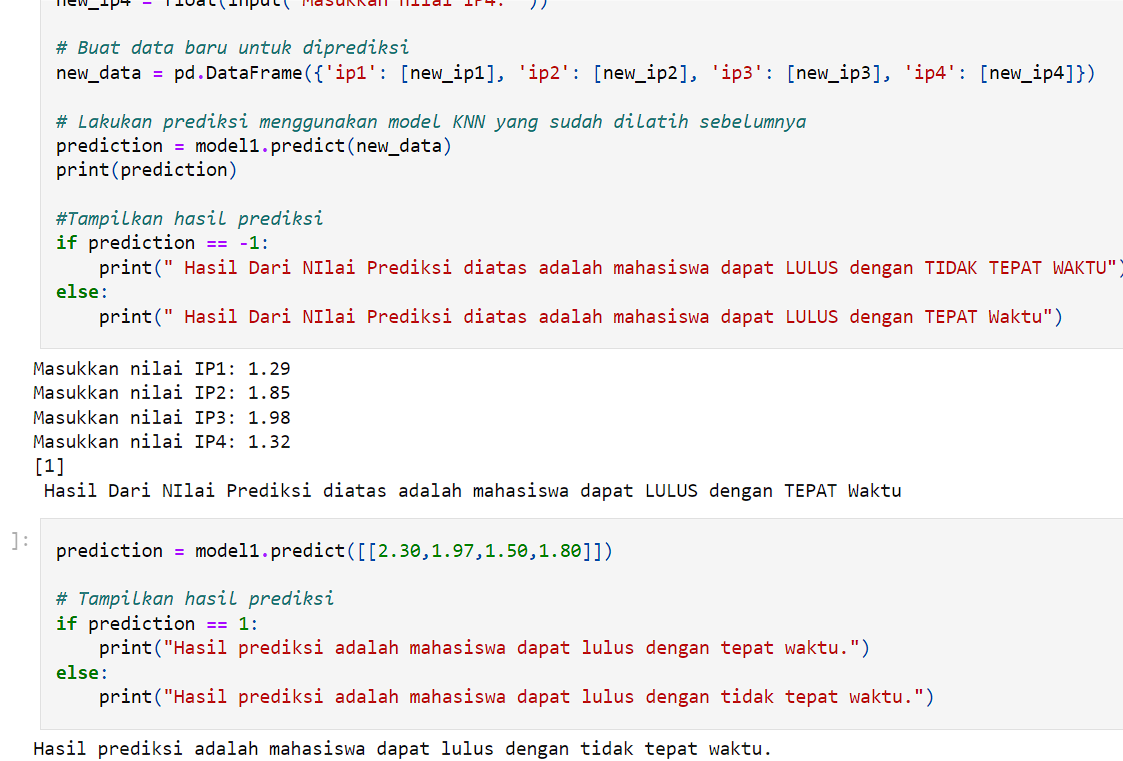 new_ip4 = float(input("Masukkan nilai IP4: "))
# Buat data baru untuk diprediksi
new_data = pd.DataFrame({'ip1': [new_ip1], 'ip2': [new_ip2], 'ip3': [new_ip3], 'ip4': [new_ip4]})
# Lakukan prediksi menggunakan model KNN yang sudah dilatih sebelumnya
prediction = model1.predict(new_data)
print(prediction)
#Tampilkan hasil prediksi
if prediction == -1:
    print(" Hasil Dari NIlai Prediksi diatas adalah mahasiswa dapat LULUS dengan TIDAK TEPAT WAKTU")
else:
    print(" Hasil Dari NIlai Prediksi diatas adalah mahasiswa dapat LULUS dengan TEPAT Waktu")
Masukkan nilai IP1: 1.29
Masukkan nilai IP2: 1.85
Masukkan nilai IP3: 1.98
Masukkan nilai IP4: 1.32
[1]
 Hasil Dari NIlai Prediksi diatas adalah mahasiswa dapat LULUS dengan TEPAT Waktu
]:
prediction = model1.predict([[2.30,1.97,1.50,1.80]])
# Tampilkan hasil prediksi
if prediction == 1:
    print("Hasil prediksi adalah mahasiswa dapat lulus dengan tepat waktu.")
else:
    print("Hasil prediksi adalah mahasiswa dapat lulus dengan tidak tepat waktu.")
Hasil prediksi adalah mahasiswa dapat lulus dengan tidak tepat waktu.